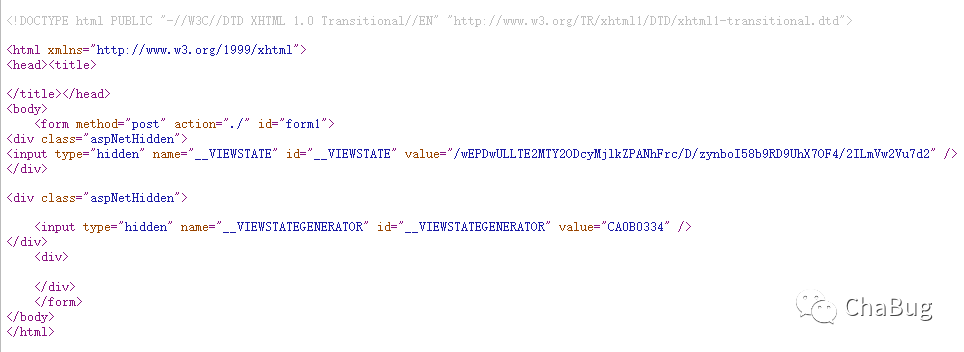 <!DOCTYPE html PUBLIC "-//W3C//DTD XHTML 1.0 Transitional//EN" "http://www.w3.org/TR/xhtml1/DTD/xhtml1-transitional.dtd">
<html xmlns="http://www.w3.org/1999/xhtml">
<head><title>
</title></head>
<body>
<form method="post" action="./" id="form1">
<div class="aspNetHidden">
<input type="hidden" name="__VIEWSTATE" id="__VIEWSTATE" value="/wEPDwULLTE2MTY2ODcyMjlkZPANhFrc/D/zynboI58b9RD9UhX7OF4/2ILmVw2Vu7d2" />
</div>
<div class="aspNetHidden">
<input type="hidden" name="__VIEWSTATEGENERATOR" id="__VIEWSTATEGENERATOR" value="CA0B0334" />
</div>
<div>
</div>
</form>
</body>
</html>
ChaBug